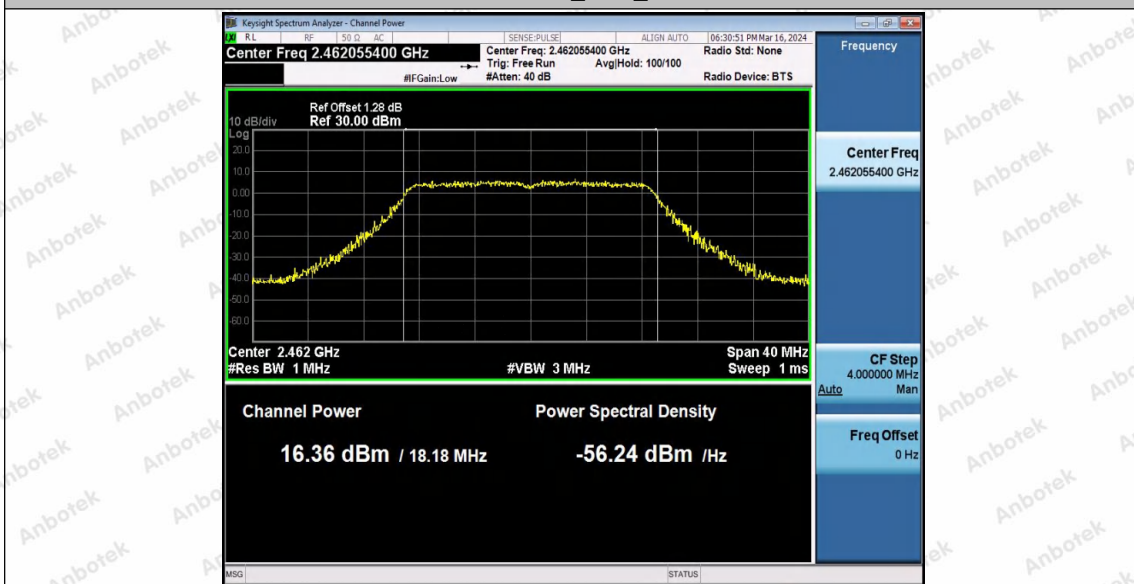 Keysight Spectrum Analyzer - Channel Power
LXI RL RF 50 Ω AC SENSE:PULSE ALIGN AUTO 06:30:51 PM Mar 16, 2024
Center Freq 2.462055400 GHz
Center Freq: 2.462055400 GHz
Radio Std: None
Trig: Free Run Avg|Hold: 100/100
#IFGain:Low #Atten: 40 dB
Radio Device: BTS
Frequency
Ref Offset 1.28 dB
10 dB/div Ref 30.00 dBm
Log
20.0
10.0
0.00
-10.0
-20.0
-30.0
-40.0
-50.0
-60.0
Center 2.462 GHz
Span 40 MHz
#Res BW 1 MHz
#VBW 3 MHz
Sweep 1 ms
Center Freq
2.462055400 GHz
CF Step
4.000000 MHz
Auto Man
Freq Offset
0 Hz
Channel Power
Power Spectral Density
16.36 dBm / 18.18 MHz
-56.24 dBm /Hz
MSG
STATUS
Anbotek